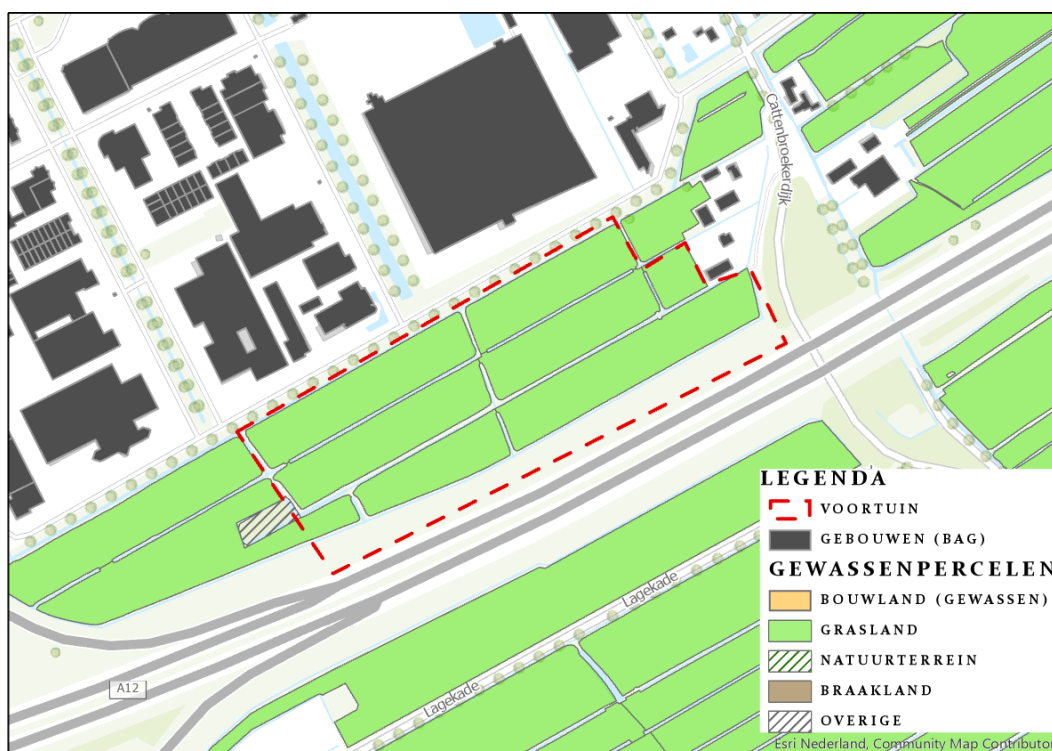 Cattenbroekerdijk
LEGENDA
VOORTUIN
GEBOUWEN (BAG)
GEWASSENPERCELEN
BOUWLAND (GEWASSEN)
GRASLAND
NATUURTERREIN
BRAAKLAND
OVERIGE
Lagekade
A12
Lagekade
Esri Nederland, Community Map Contributo